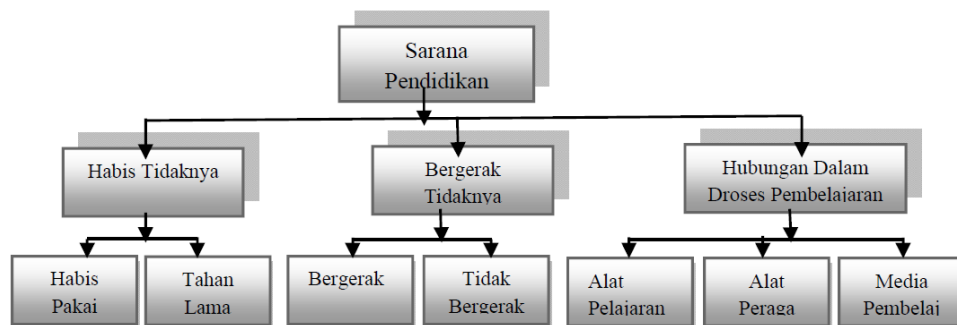 Sarana
Pendidikan
Habis Tidaknya
Bergerak
Tidaknya
Hubungan Dalam
Droses Pembelajaran
Habis
Pakai
Tahan
Lama
Bergerak
Tidak
Bergerak
Alat
Pelajaran
Alat
Peraga
Media
Pembelaj